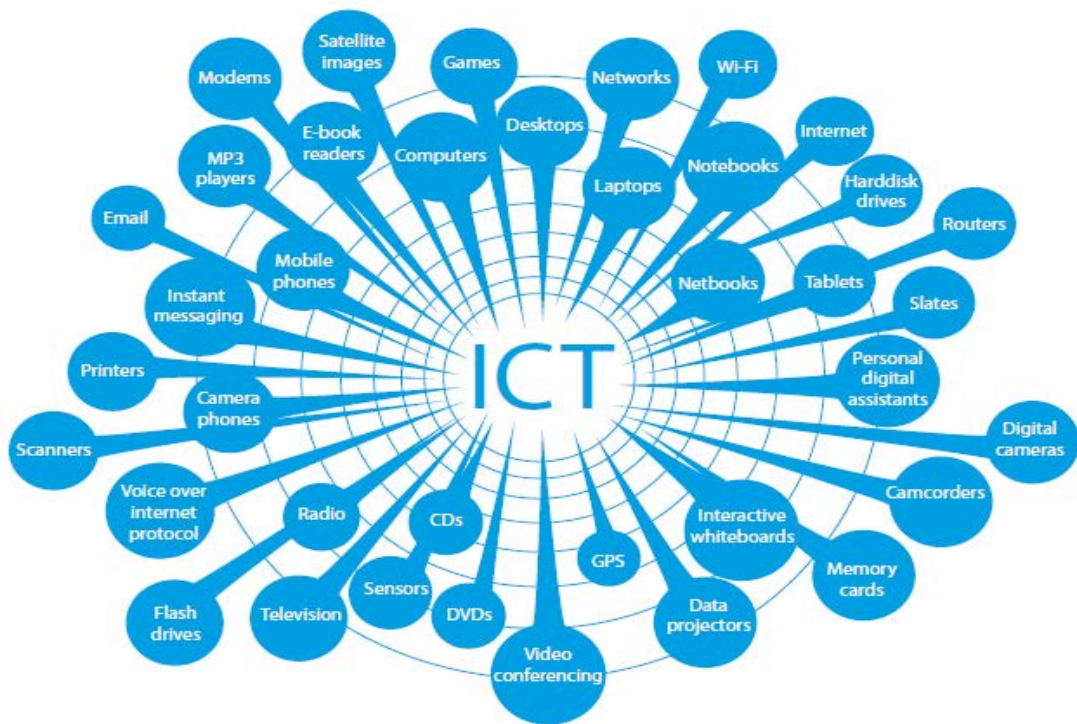 Satellite
images
Games
Networks
Wi-Fi
Modems
E-book
readers
Computers
Desktops
Laptops
Notebooks
Internet
MP3
players
Harddisk
drives
Email
Mobile
phones
Netbooks
Tablets
Routers
Instant
messaging
Slates
Printers
ICT
Personal
digital
assistants
Camera
phones
Scanners
Digital
cameras
Voice over
internet
protocol
Radio
CDs
Interactive
whiteboards
Camcorders
GPS
Memory
cards
Flash
drives
Television
Sensors
DVDs
Data
projectors
Video
conferencing